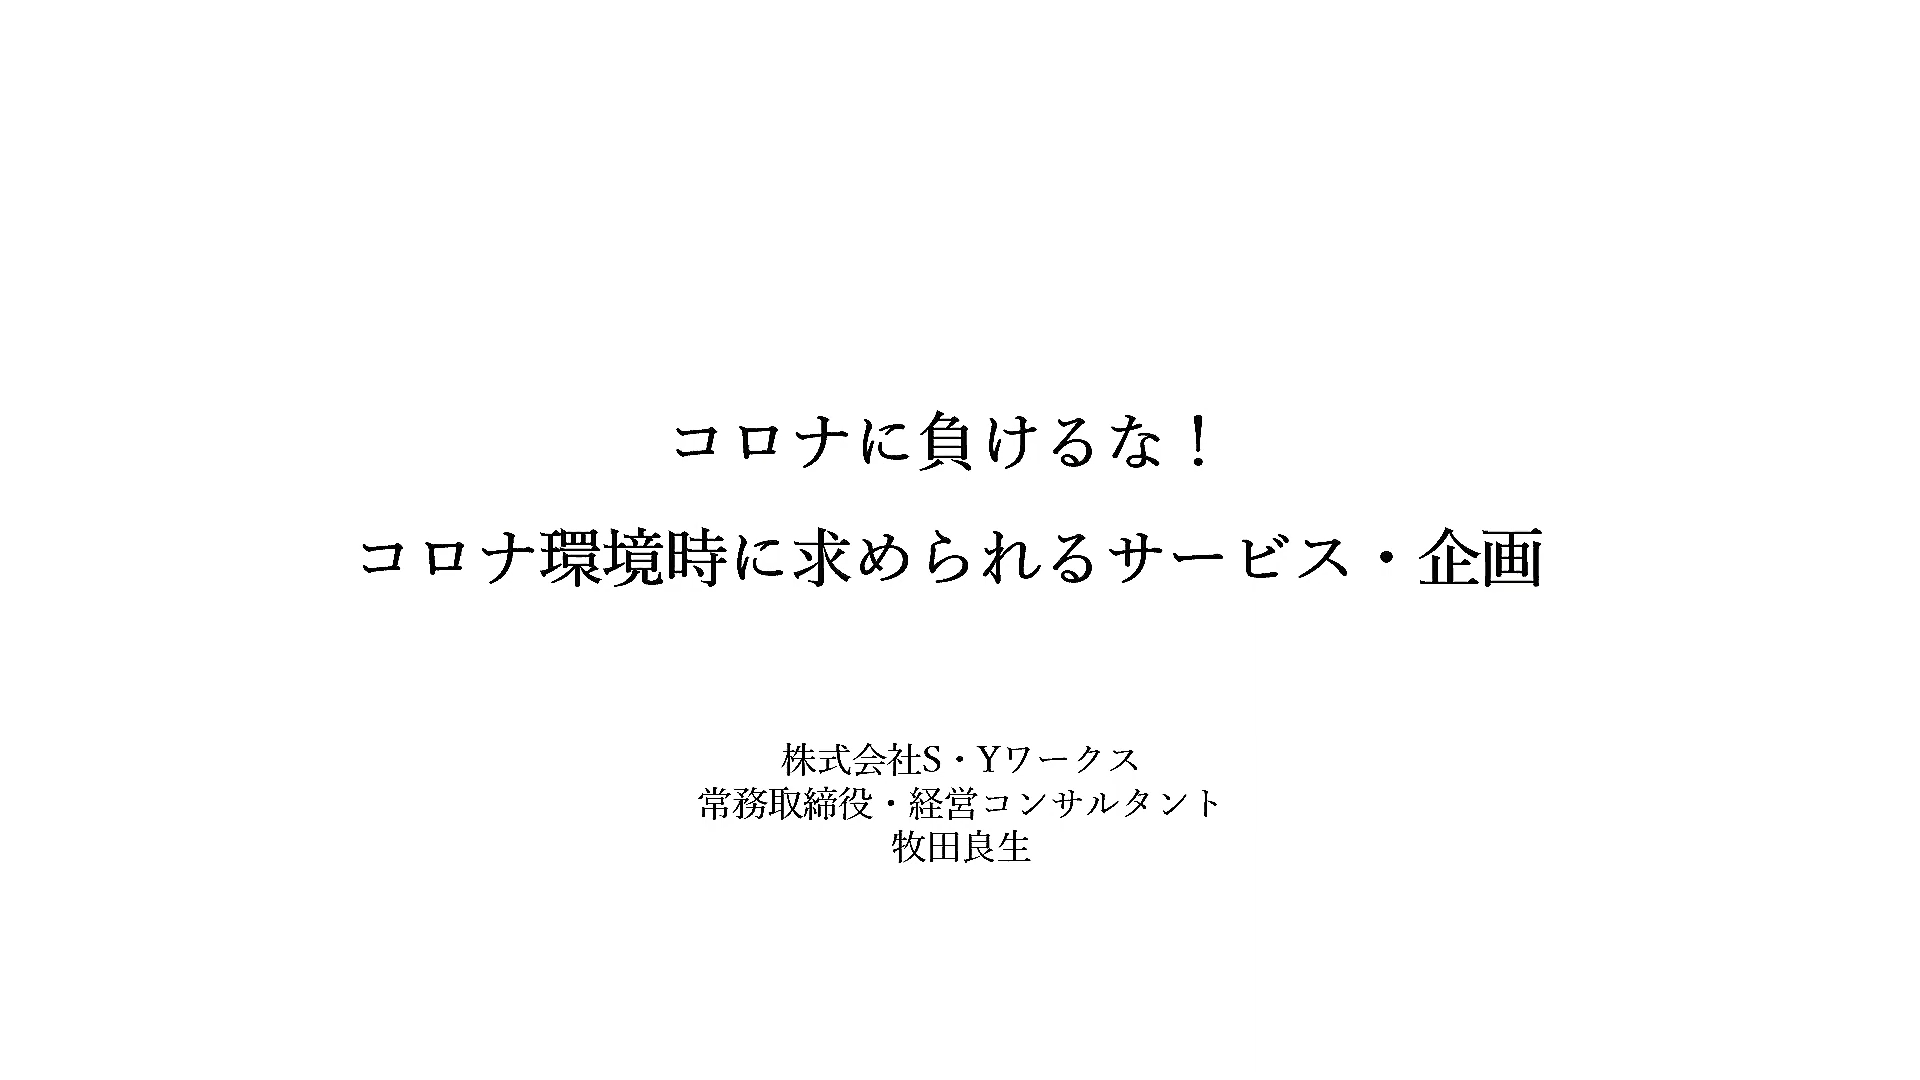 コロナに負けるな！
コロナ環境時に求められるサービス・企画
株式会社S・Yワークス
常務取締役・経営コンサルタント
牧田良生